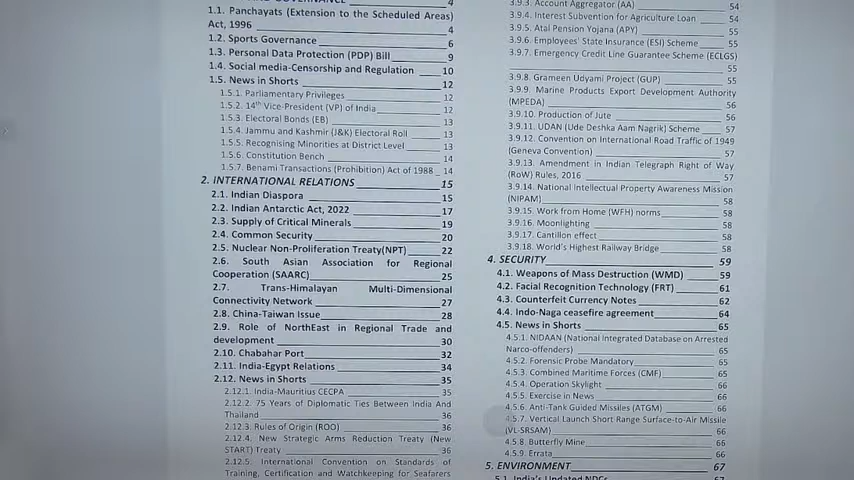 4
1.1. Panchayats (Extension to the Scheduled Areas)
Act, 1996 4
1.2. Sports Governance 6
1.3. Personal Data Protection (PDP) Bill 9
1.4. Social media-Censorship and Regulation 10
1.5. News in Shorts 12
1.5.1. Parliamentary Privileges 12
1.5.2. 14th Vice-President (VP) of India 12
1.5.3. Electoral Bonds (EB) 13
1.5.4. Jammu and Kashmir (J&K) Electoral Roll 13
1.5.5. Recognising Minorities at District Level 13
1.5.6. Constitution Bench 14
1.5.7. Benami Transactions (Prohibition) Act of 1988 14
2. INTERNATIONAL RELATIONS 15
2.1. Indian Diaspora 15
2.2. Indian Antarctic Act, 2022 17
2.3. Supply of Critical Minerals 19
2.4. Common Security 20
2.5. Nuclear Non-Proliferation Treaty(NPT) 22
2.6. South Asian Association for Regional
Cooperation (SAARC) 25
2.7. Trans-Himalayan Multi-Dimensional
Connectivity Network 27
2.8. China-Taiwan Issue 28
2.9. Role of NorthEast in Regional Trade and
development 30
2.10. Chabahar Port 32
2.11. India-Egypt Relations 34
2.12. News in Shorts 35
2.12.1. India-Mauritius CECPA 35
2.12.2. 75 Years of Diplomatic Ties Between India And
Thailand 36
2.12.3. Rules of Origin (ROO) 36
2.12.4. New Strategic Arms Reduction Treaty (New
START) Treaty 36
2.12.5. International Convention on Standards of
Training, Certification and Watchkeeping for Seafarers
3.9.3. Account Aggregator (AA) 54
3.9.4. Interest Subvention for Agriculture Loan 54
3.9.5. Atal Pension Yojana (APY) 55
3.9.6. Employees' State Insurance (ESI) Scheme 55
3.9.7. Emergency Credit Line Guarantee Scheme (ECLGS)
55
3.9.8. Grameen Udyami Project (GUP) 55
3.9.9. Marine Products Export Development Authority
(MPEDA) 56
3.9.10. Production of Jute 56
3.9.11. UDAN (Ude Deshka Aam Nagrik) Scheme 57
3.9.12. Convention on International Road Traffic of 1949
(Geneva Convention) 57
3.9.13. Amendment in Indian Telegraph Right of Way
(RoW) Rules, 2016 57
3.9.14. National Intellectual Property Awareness Mission
(NIPAM) 58
3.9.15. Work from Home (WFH) norms 58
3.9.16. Moonlighting 58
3.9.17. Cantillon effect 58
3.9.18. World's Highest Railway Bridge 58
4. SECURITY 59
4.1. Weapons of Mass Destruction (WMD) 59
4.2. Facial Recognition Technology (FRT) 61
4.3. Counterfeit Currency Notes 62
4.4. Indo-Naga ceasefire agreement 64
4.5. News in Shorts 65
4.5.1. NIDAAN (National Integrated Database on Arrested
Narco-offenders) 65
4.5.2. Forensic Probe Mandatory 65
4.5.3. Combined Maritime Forces (CMF) 65
4.5.4. Operation Skylight 66
4.5.5. Exercise in News 66
4.5.6. Anti-Tank Guided Missiles (ATGM) 66
4.5.7. Vertical Launch Short Range Surface-to-Air Missile
(VL-SRSAM) 66
4.5.8. Butterfly Mine 66
4.5.9. Errata 66
5. ENVIRONMENT 67
5.1. India's Updated NDCs 67